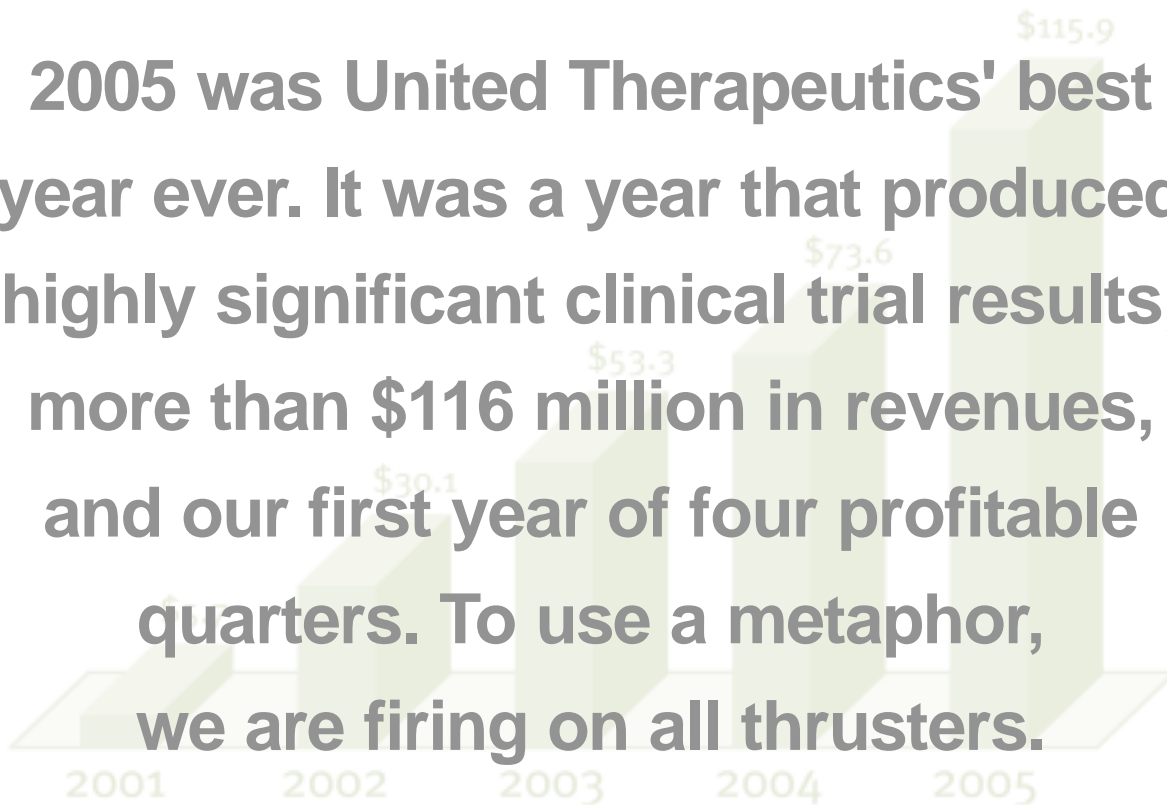 $115.9
2005 was United Therapeutics' best
year ever. It was a year that produced
$73.6
highly significant clinical trial results
$53.3
more than $116 million in revenues,
$30.1
and our first year of four profitable
quarters. To use a metaphor,
we are firing on all thrusters.
2001 2002 2003 2004 2005